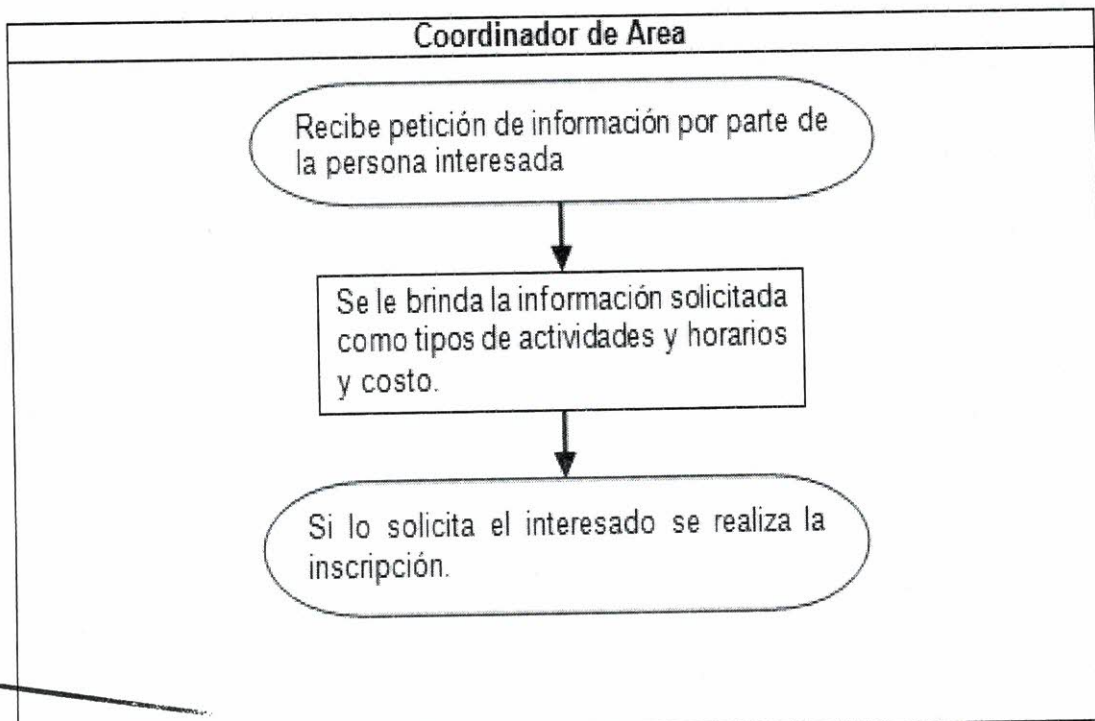 Coordinador de Area
Recibe petición de información por parte de
la persona interesada
Se le brinda la información solicitada
como tipos de actividades y horarios
y costo.
Si lo solicita el interesado se realiza la
inscripción.